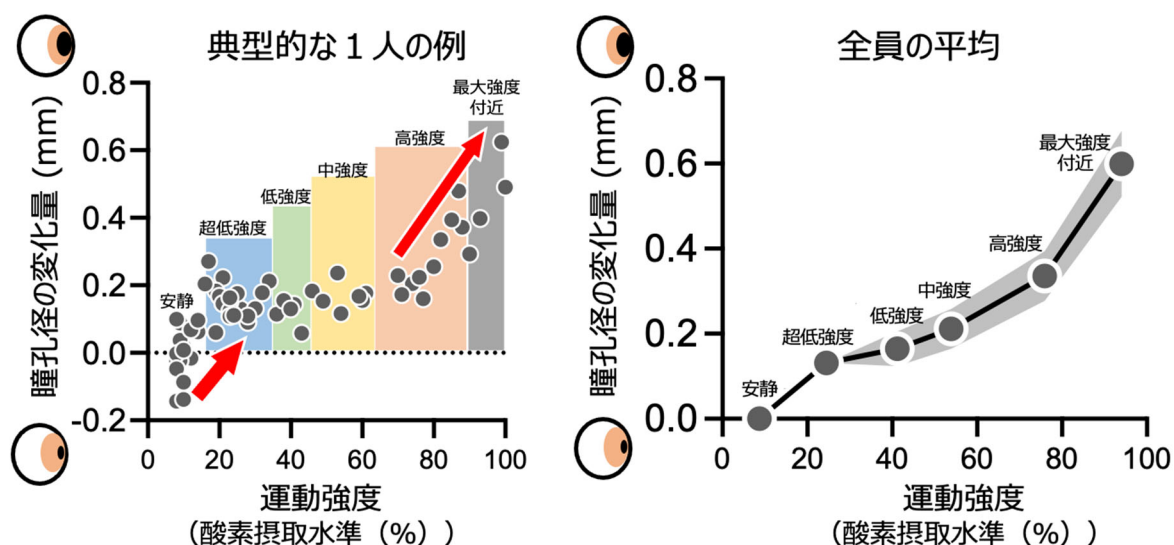 典型的な1人の例
瞳孔径の変化量(mm)
0.8
0.6
0.4
0.2
0.0
-0.2
安静
超低強度
低強度
中強度
高強度
最大強度
付近
0
20
40
60
80
100
運動強度
(酸素摂取水準(%))
全員の平均
瞳孔径の変化量(mm)
0.8
0.6
0.4
0.2
0.0
安静
超低強度
低強度
中強度
高強度
最大強度
付近
0
20
40
60
80
100
運動強度
(酸素摂取水準(%))